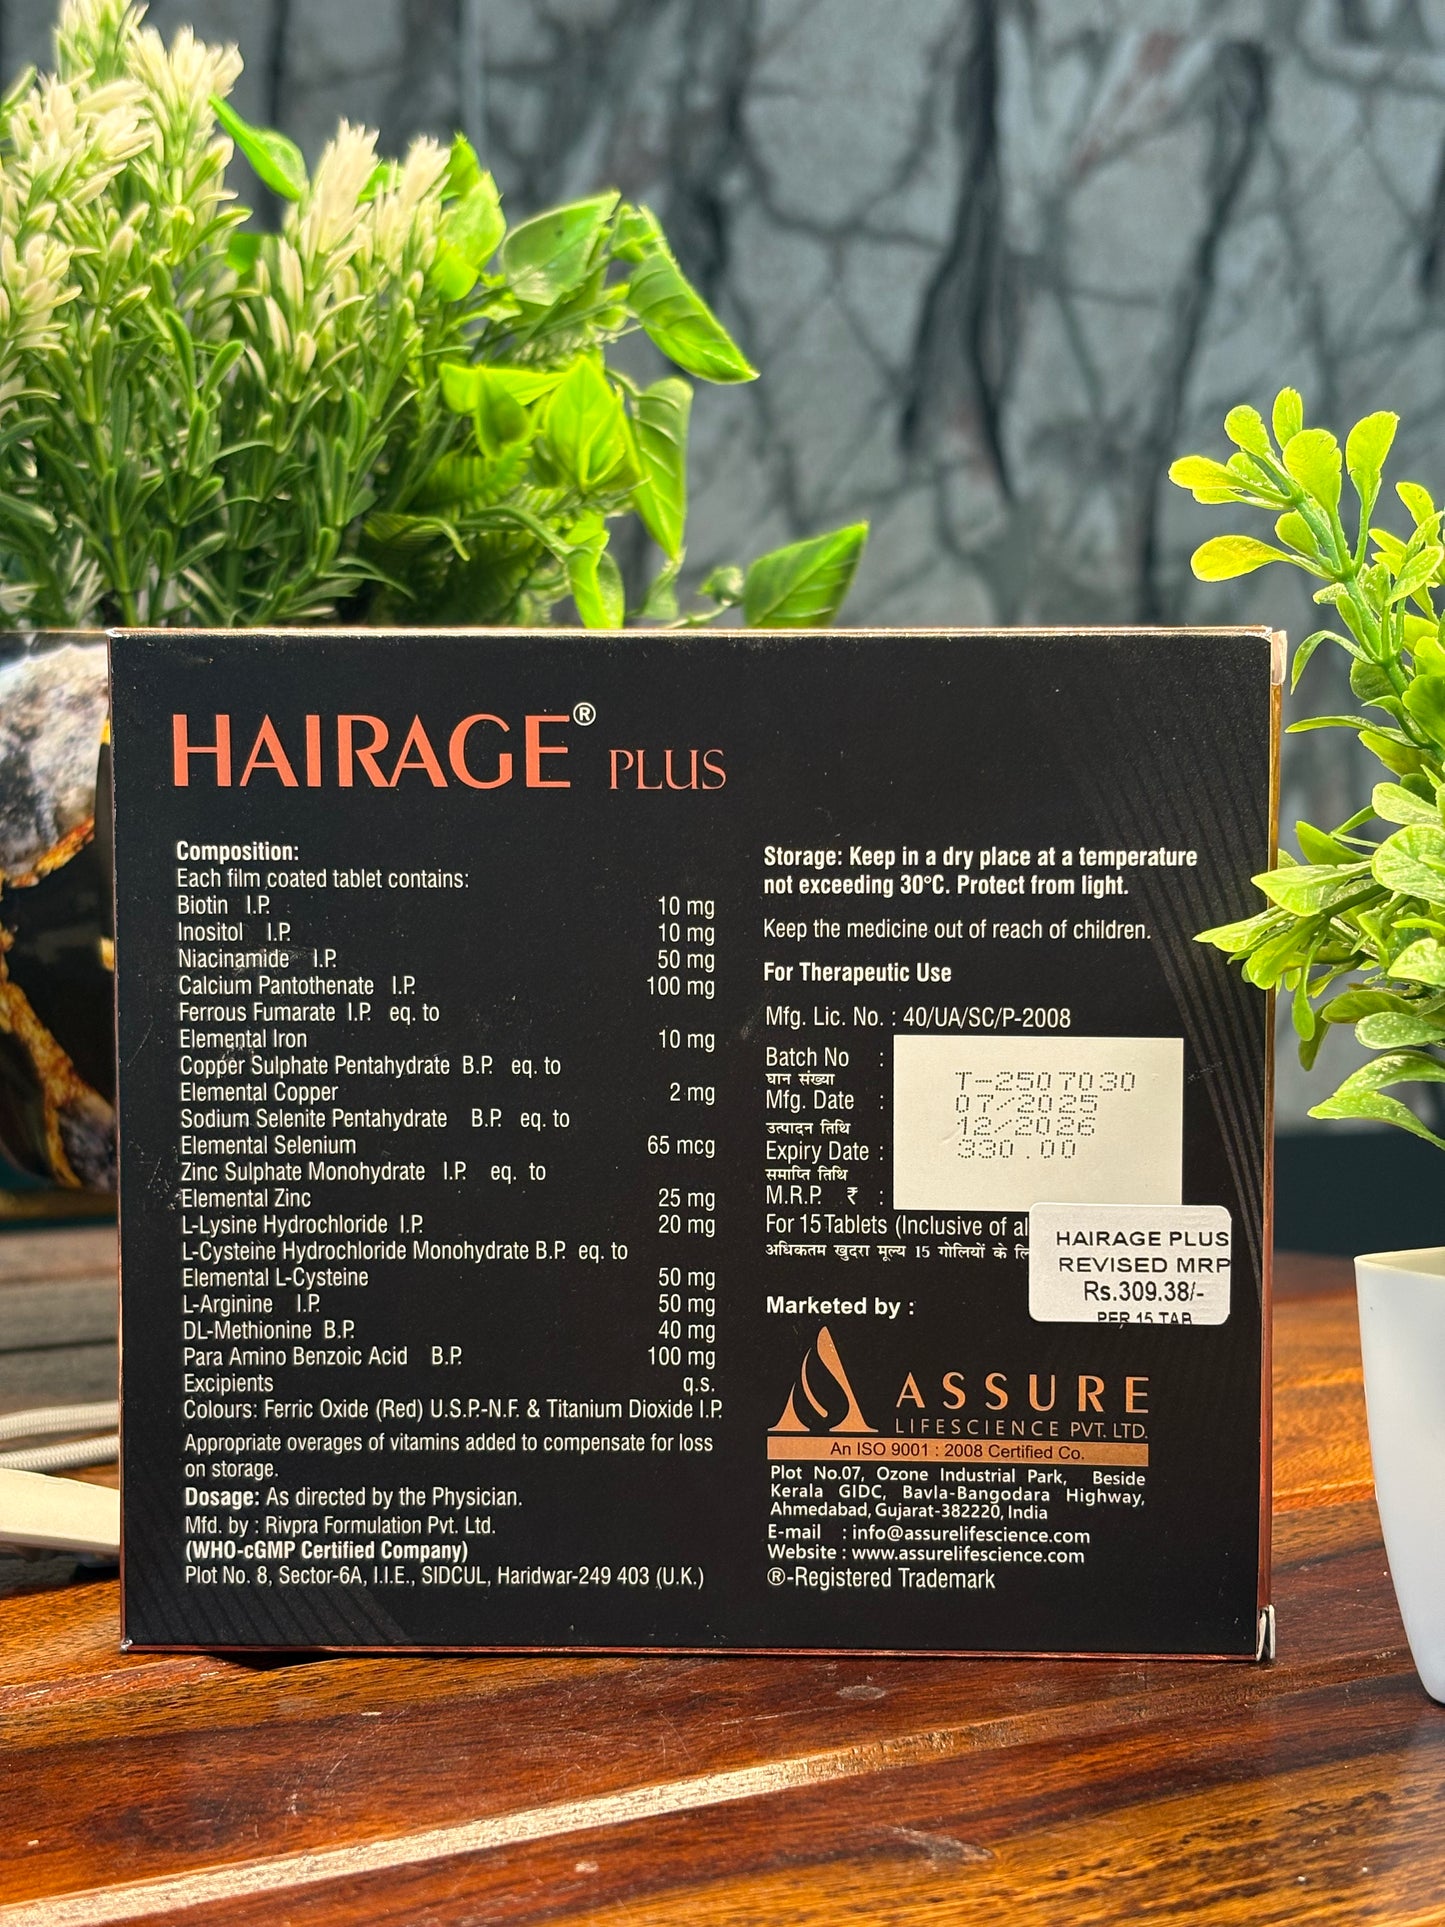 HAIRAGE® PLUS
Composition:
Each film coated tablet contains:
Biotin I.P. 10 mg
Inositol I.P. 10 mg
Niacinamide I.P. 50 mg
Calcium Pantothenate I.P. 100 mg
Ferrous Fumarate I.P. eq. to
Elemental Iron 10 mg
Copper Sulphate Pentahydrate B.P. eq. to
Elemental Copper 2 mg
Sodium Selenite Pentahydrate B.P. eq. to
Elemental Selenium 65 mcg
Zinc Sulphate Monohydrate I.P. eq. to
Elemental Zinc 25 mg
L-Lysine Hydrochloride I.P. 20 mg
L-Cysteine Hydrochloride Monohydrate B.P. eq. to
Elemental L-Cysteine 50 mg
L-Arginine I.P. 50 mg
DL-Methionine B.P. 40 mg
Para Amino Benzoic Acid B.P. 100 mg
Excipients q.s.
Colours: Ferric Oxide (Red) U.S.P.-N.F. & Titanium Dioxide I.P.
Appropriate overages of vitamins added to compensate for loss
on storage.
Dosage: As directed by the Physician.
Mfd. by : Rivpra Formulation Pvt. Ltd.
(WHO-cGMP Certified Company)
Plot No. 8, Sector-6A, I.I.E., SIDCUL, Haridwar-249 403 (U.K.)
Storage: Keep in a dry place at a temperature
not exceeding 30°C. Protect from light.
Keep the medicine out of reach of children.
For Therapeutic Use
Mfg. Lic. No. : 40/UA/SC/P-2008
Batch No : T-2507030
घान संख्या
Mfg. Date : 07/2025
उत्पादन तिथि
Expiry Date : 12/2026
समाप्ति तिथि
M.R.P. ₹ : 330.00
For 15 Tablets (Inclusive of al
अधिकतम खुदरा मूल्य 15 गोलियों के लि
HAIRAGE PLUS
REVISED MRP
Rs.309.38/-
PER 15 TAB
Marketed by :
ASSURE
LIFESCIENCE PVT. LTD.
An ISO 9001 : 2008 Certified Co.
Plot No.07, Ozone Industrial Park, Beside
Kerala GIDC, Bavla-Bangodara Highway,
Ahmedabad, Gujarat-382220, India
E-mail : info@assurelifescience.com
Website : www.assurelifescience.com
®-Registered Trademark